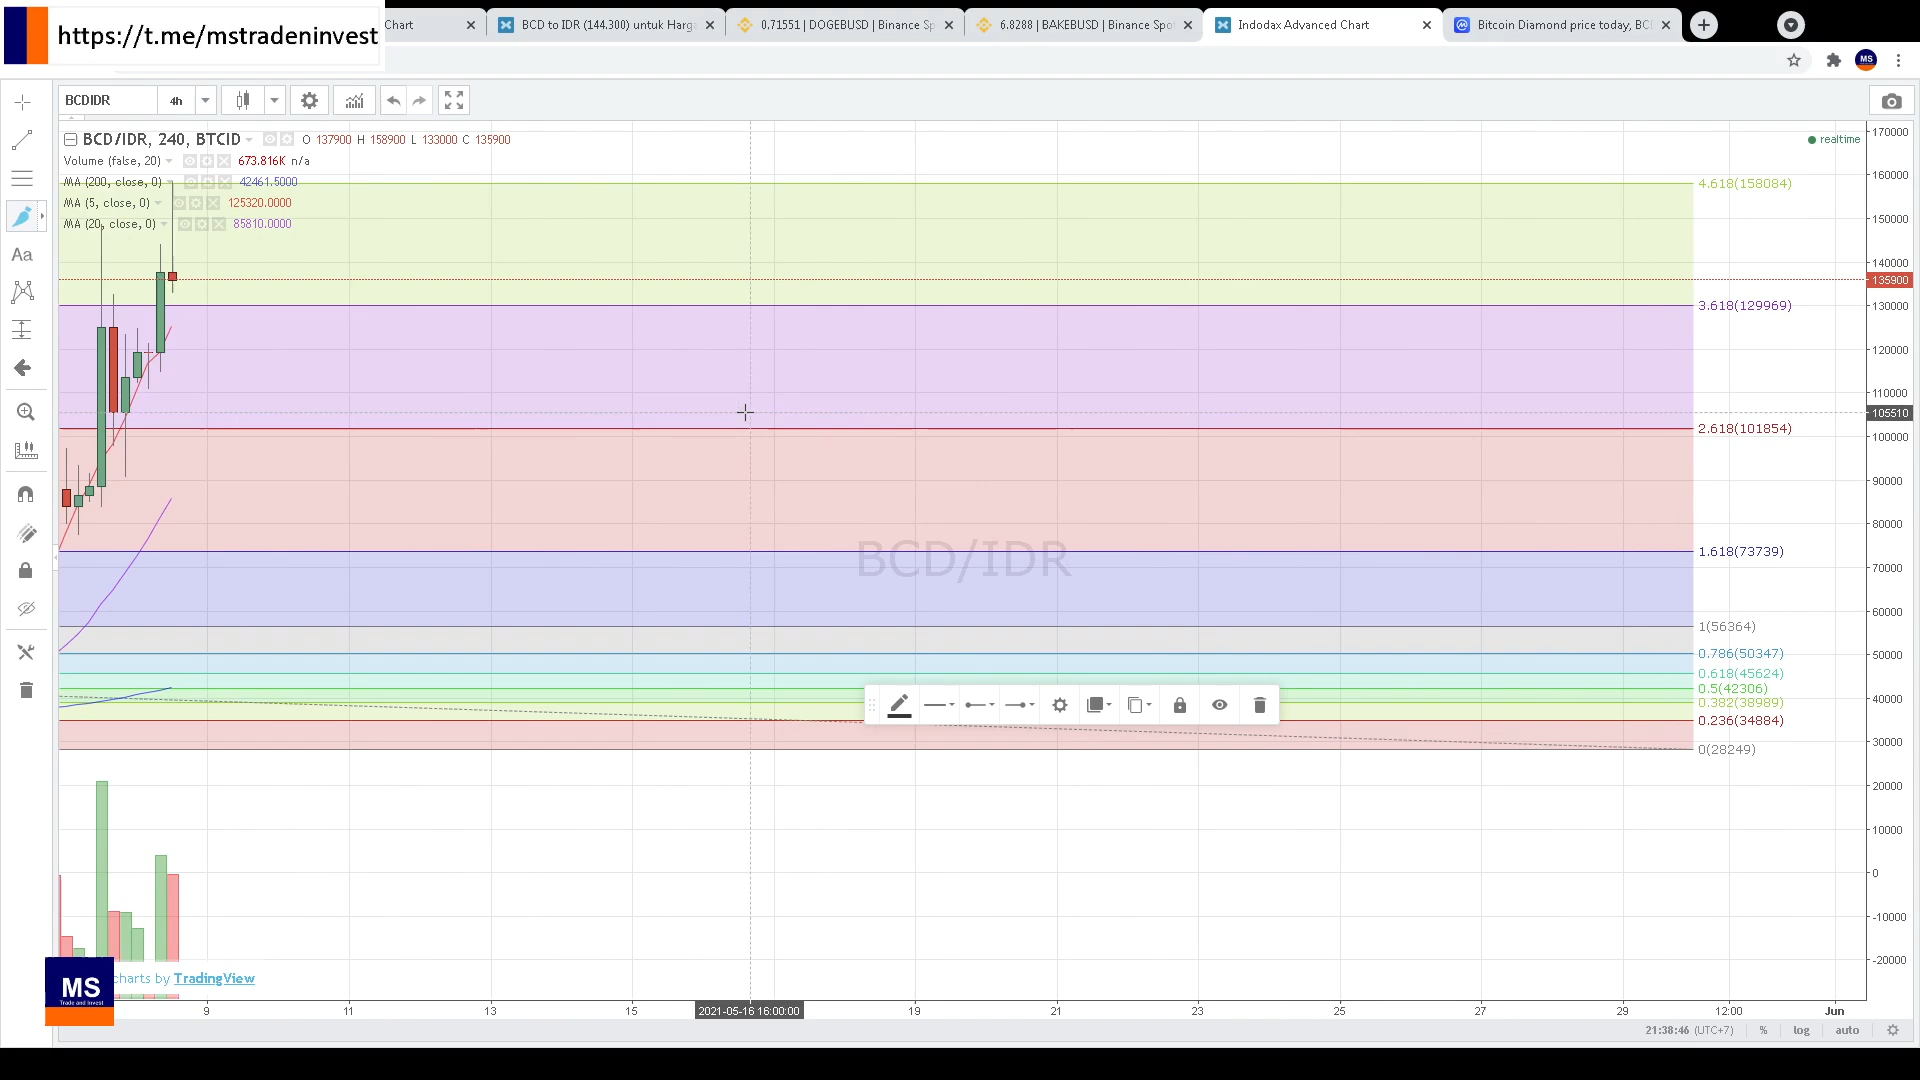 https://t.me/mstradeninvest
Chart
BCD to IDR (144.300) untuk Harg
0.71551 | DOGEBUSD | Binance Sp
6.8288 | BAKEBUSD | Binance Spo
Indodax Advanced Chart
Bitcoin Diamond price today, BC
MS
BCDIDR
4h
BCD/IDR, 240, BTCID
O 137900 H 158900 L 133000 C 135900
realtime
Volume (false, 20) 673.816K n/a
MA (200, close, 0) 42461.5000
MA (5, close, 0) 125320.0000
MA (20, close, 0) 85810.0000
Aa
4.618(158084)
3.618(129969)
2.618(101854)
1.618(73739)
1(56364)
0.786(50347)
0.618(45624)
0.5(42306)
0.382(38989)
0.236(34884)
0(28249)
170000
160000
150000
140000
135900
130000
120000
110000
105510
100000
90000
80000
70000
60000
50000
40000
30000
20000
10000
0
-10000
-20000
BCD/IDR
MS
Trade and Invest
charts by TradingView
9
11
13
15
2021-05-16 16:00:00
19
21
23
25
27
29
12:00
Jun
21:38:46 (UTC+7)
%
log
auto